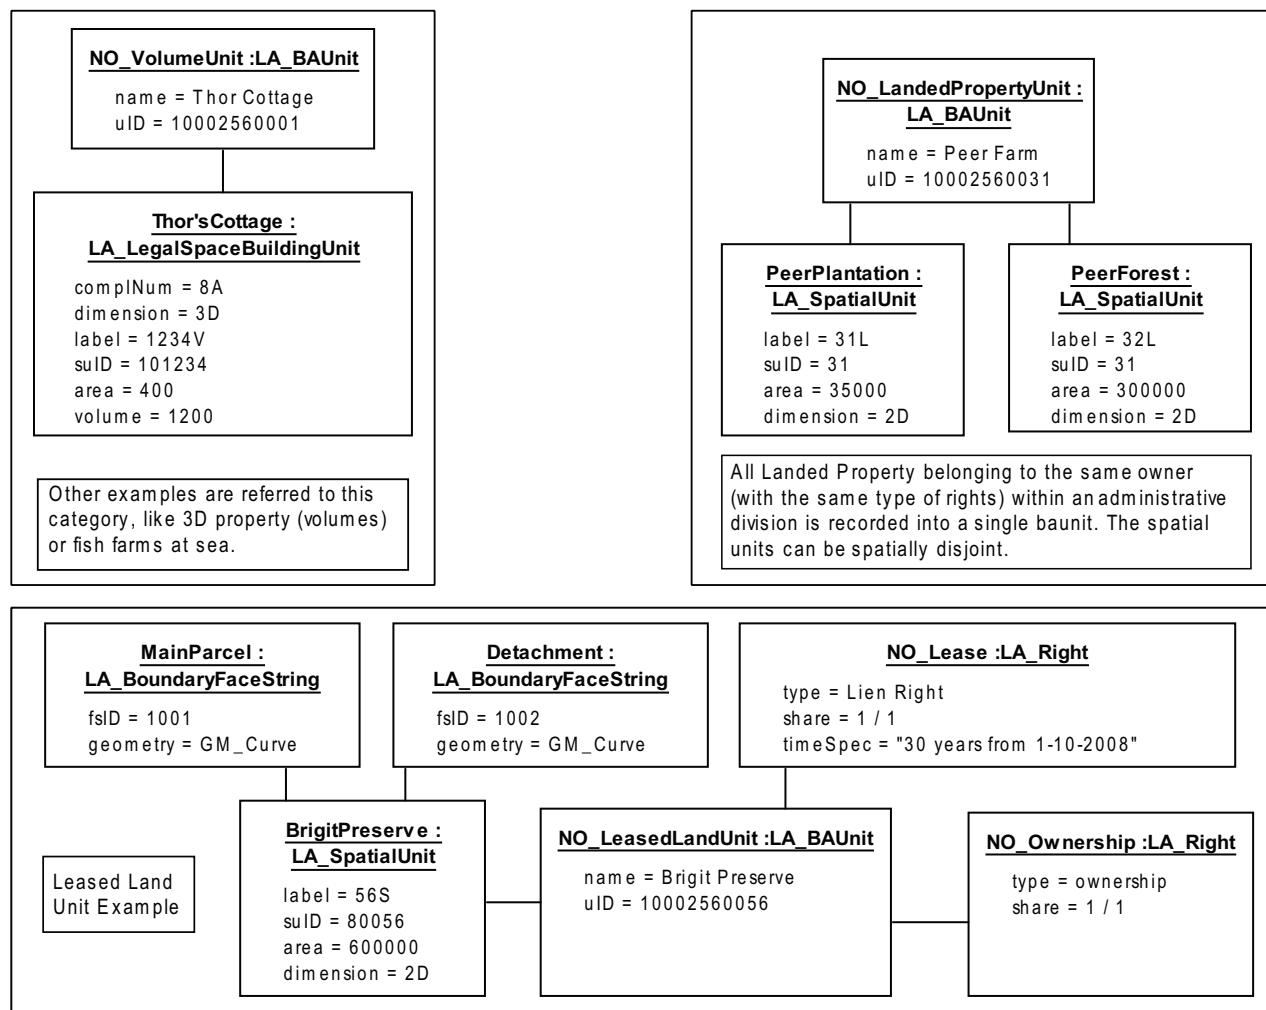 NO_VolumeUnit :LA_BAUnit
name = Thor Cottage
uID = 10002560001
Thor'sCottage :
LA_LegalSpaceBuildingUnit
complNum = 8A
dimension = 3D
label = 1234V
suID = 101234
area = 400
volume = 1200
Other examples are referred to this
category, like 3D property (volumes)
or fish farms at sea.
NO_LandedPropertyUnit :
LA_BAUnit
name = Peer Farm
uID = 10002560031
PeerPlantation :
LA_SpatialUnit
label = 31L
suID = 31
area = 35000
dimension = 2D
PeerForest :
LA_SpatialUnit
label = 32L
suID = 31
area = 300000
dimension = 2D
All Landed Property belonging to the same owner
(with the same type of rights) within an administrative
division is recorded into a single baunit. The spatial
units can be spatially disjoint.
MainParcel :
LA_BoundaryFaceString
fsID = 1001
geometry = GM_Curve
Detachment :
LA_BoundaryFaceString
fsID = 1002
geometry = GM_Curve
NO_Lease :LA_Right
type = Lien Right
share = 1 / 1
timeSpec = "30 years from 1-10-2008"
Leased Land
Unit Example
BrigitPreserve :
LA_SpatialUnit
label = 56S
suID = 80056
area = 600000
dimension = 2D
NO_LeasedLandUnit :LA_BAUnit
name = Brigit Preserve
uID = 10002560056
NO_Ownership :LA_Right
type = ownership
share = 1 / 1